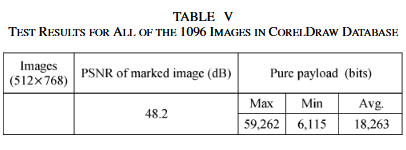 TABLE V
TEST RESULTS FOR ALL OF THE 1096 IMAGES IN CORELDRAW DATABASE
Images
(512×768)
PSNR of marked image (dB)
Pure payload (bits)
48.2
Max Min Avg.
59,262 6,115 18,263